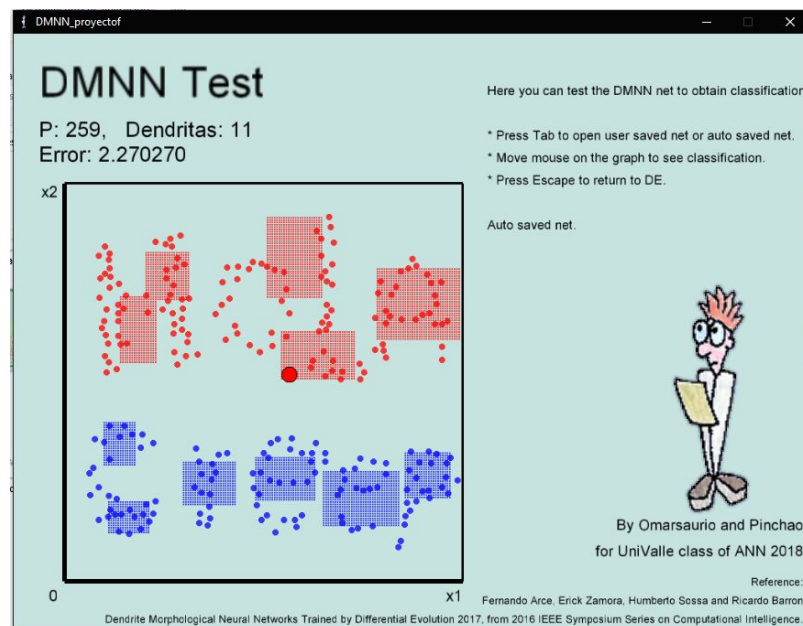 DMNN_proyectof
DMNN Test
P: 259, Dendritas: 11
Error: 2.270270
Here you can test the DMNN net to obtain classification
* Press Tab to open user saved net or auto saved net.
* Move mouse on the graph to see classification.
* Press Escape to return to DE.
Auto saved net.
x2
0
x1
By Omarsaurio and Pinchao
for UniValle class of ANN 2018
Reference:
Fernando Arce, Erick Zamora, Humberto Sossa and Ricardo Barron
Dendrite Morphological Neural Networks Trained by Differential Evolution 2017, from 2016 IEEE Symposium Series on Computational Intelligence.